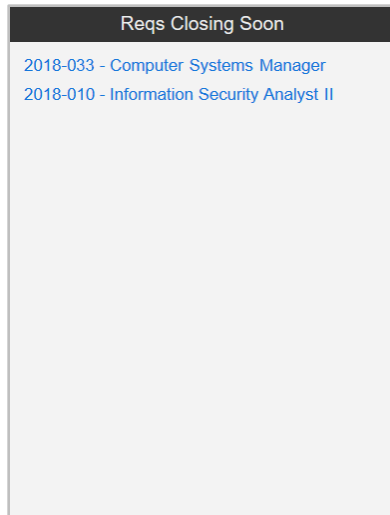 Reqs Closing Soon
2018-033 - Computer Systems Manager
2018-010 - Information Security Analyst II